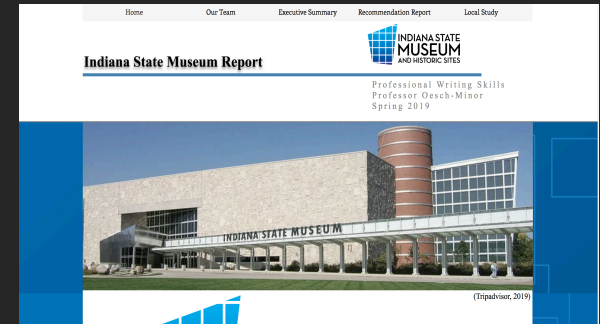 Home Our Team Executive Summary Recommendation Report Local Study
INDIANA STATE
MUSEUM
AND HISTORIC SITES
Indiana State Museum Report
Professional Writing Skills
Professor Oesch-Minor
Spring 2019
INDIANA STATE MUSEUM
(Tripadvisor, 2019)